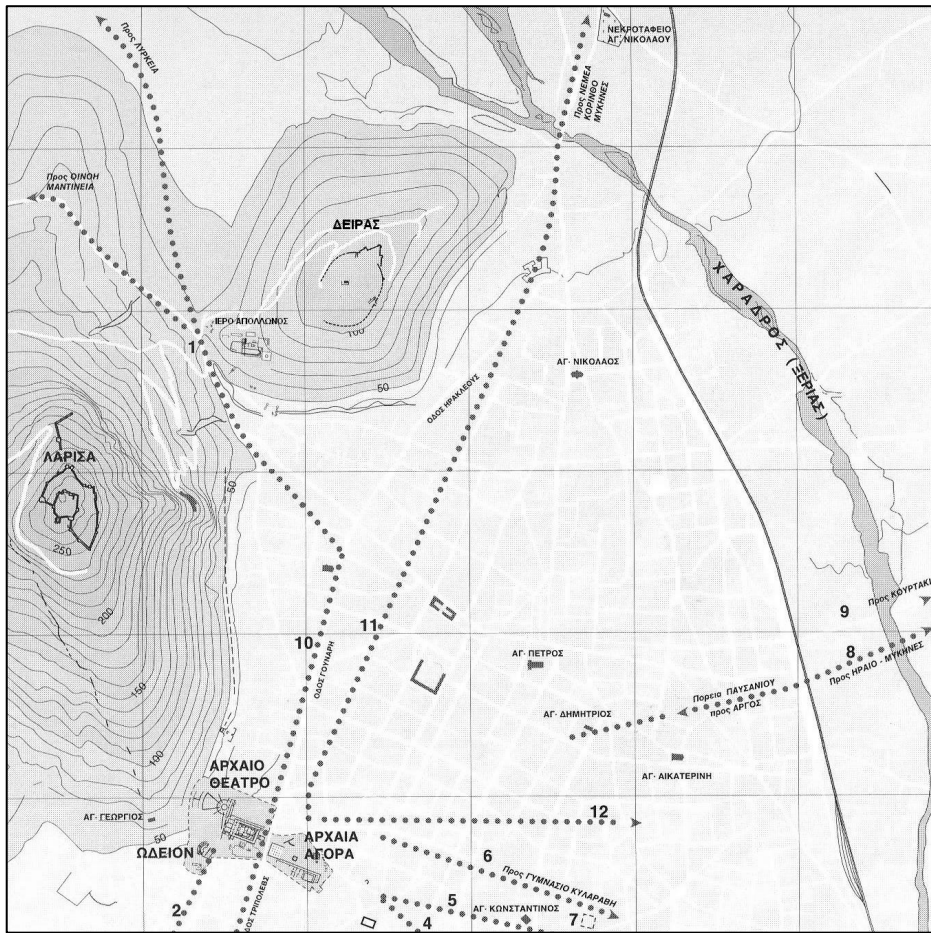 Προς ΛΥΡΚΕΙΑ
ΝΕΚΡΟΤΑΦΕΙΟ
ΑΓ· ΝΙΚΟΛΑΟΥ
Προς ΝΕΜΕΑ
ΚΟΡΙΝΘΟ
ΜΥΚΗΝΕΣ
Προς ΟΙΝΟΗ
ΜΑΝΤΙΝΕΙΑ
ΔΕΙΡΑΣ
ΧΑΡΑΔΡΟΣ (ΞΕΡΙΑΣ)
ΙΕΡΟ ΑΠΟΛΛΩΝΟΣ
1
100
50
ΑΓ· ΝΙΚΟΛΑΟΣ
ΟΔΟΣ ΗΡΑΚΛΕΟΥΣ
ΛΑΡΙΣΑ
50
250
200
9
Προς ΚΟΥΡΤΑΚΙ
10
11
8
Προς ΗΡΑΙΟ - ΜΥΚΗΝΕΣ
ΟΔΟΣ ΓΟΥΝΑΡΗ
ΑΓ· ΠΕΤΡΟΣ
150
Πορεια ΠΑΥΣΑΝΙΟΥ
προς ΑΡΓΟΣ
ΑΓ· ΔΗΜΗΤΡΙΟΣ
100
ΑΡΧΑΙΟ
ΘΕΑΤΡΟ
ΑΓ· ΑΙΚΑΤΕΡΙΝΗ
ΑΓ· ΓΕΩΡΓΙΟΣ
50
12
ΑΡΧΑΙΑ
ΑΓΟΡΑ
ΩΔΕΙΟΝ
6
Προς ΓΥΜΝΑΣΙΟ ΚΥΛΑΡΑΒΗ
5
ΑΓ· ΚΩΝΣΤΑΝΤΙΝΟΣ
2
4
7